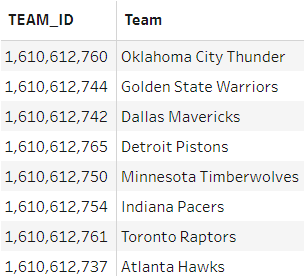 TEAM_ID Team
1,610,612,760 Oklahoma City Thunder
1,610,612,744 Golden State Warriors
1,610,612,742 Dallas Mavericks
1,610,612,765 Detroit Pistons
1,610,612,750 Minnesota Timberwolves
1,610,612,754 Indiana Pacers
1,610,612,761 Toronto Raptors
1,610,612,737 Atlanta Hawks